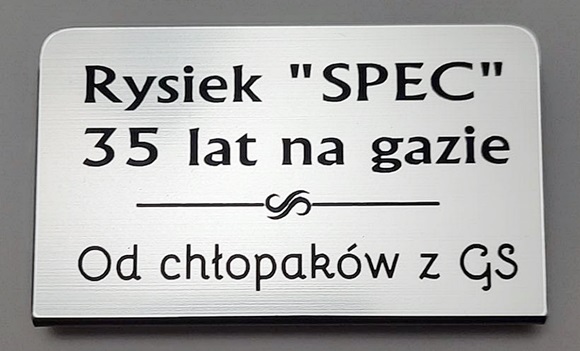 Rysiek "SPEC"
35 lat na gazie
Od chłopaków z GS